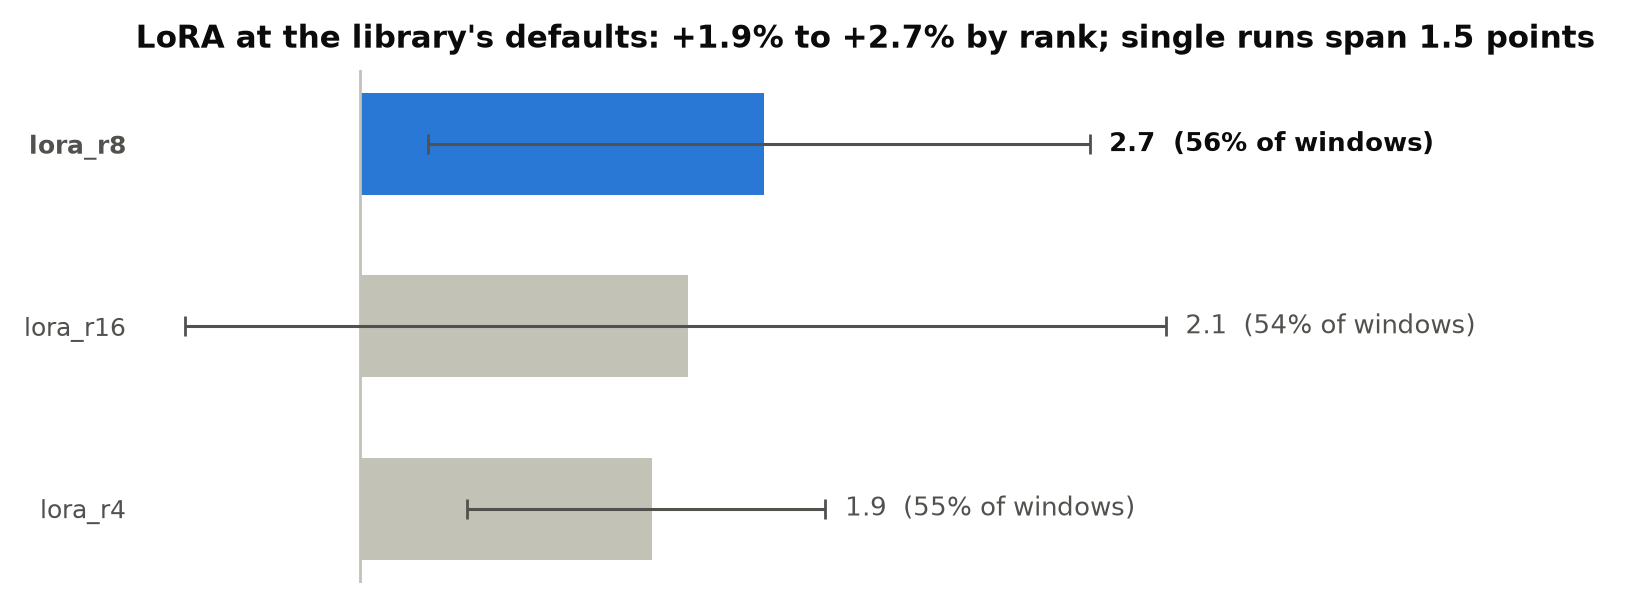 LoRA at the library's defaults: +1.9% to +2.7% by rank; single runs span 1.5 points
lora_r8 2.7 (56% of windows)
lora_r16 2.1 (54% of windows)
lora_r4 1.9 (55% of windows)